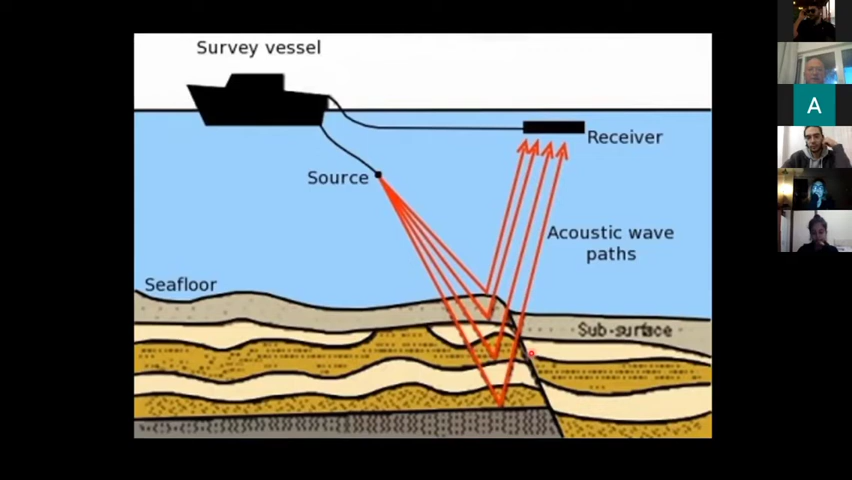 Survey vessel
Receiver
Source
Acoustic wave
paths
Seafloor
Sub-surface
A